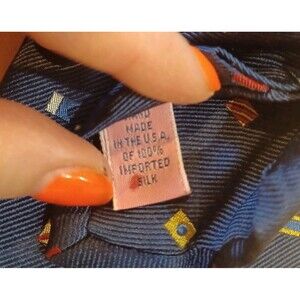 HAND
MADE
IN THE U.S.A.
OF 100%
IMPORTED
SILK